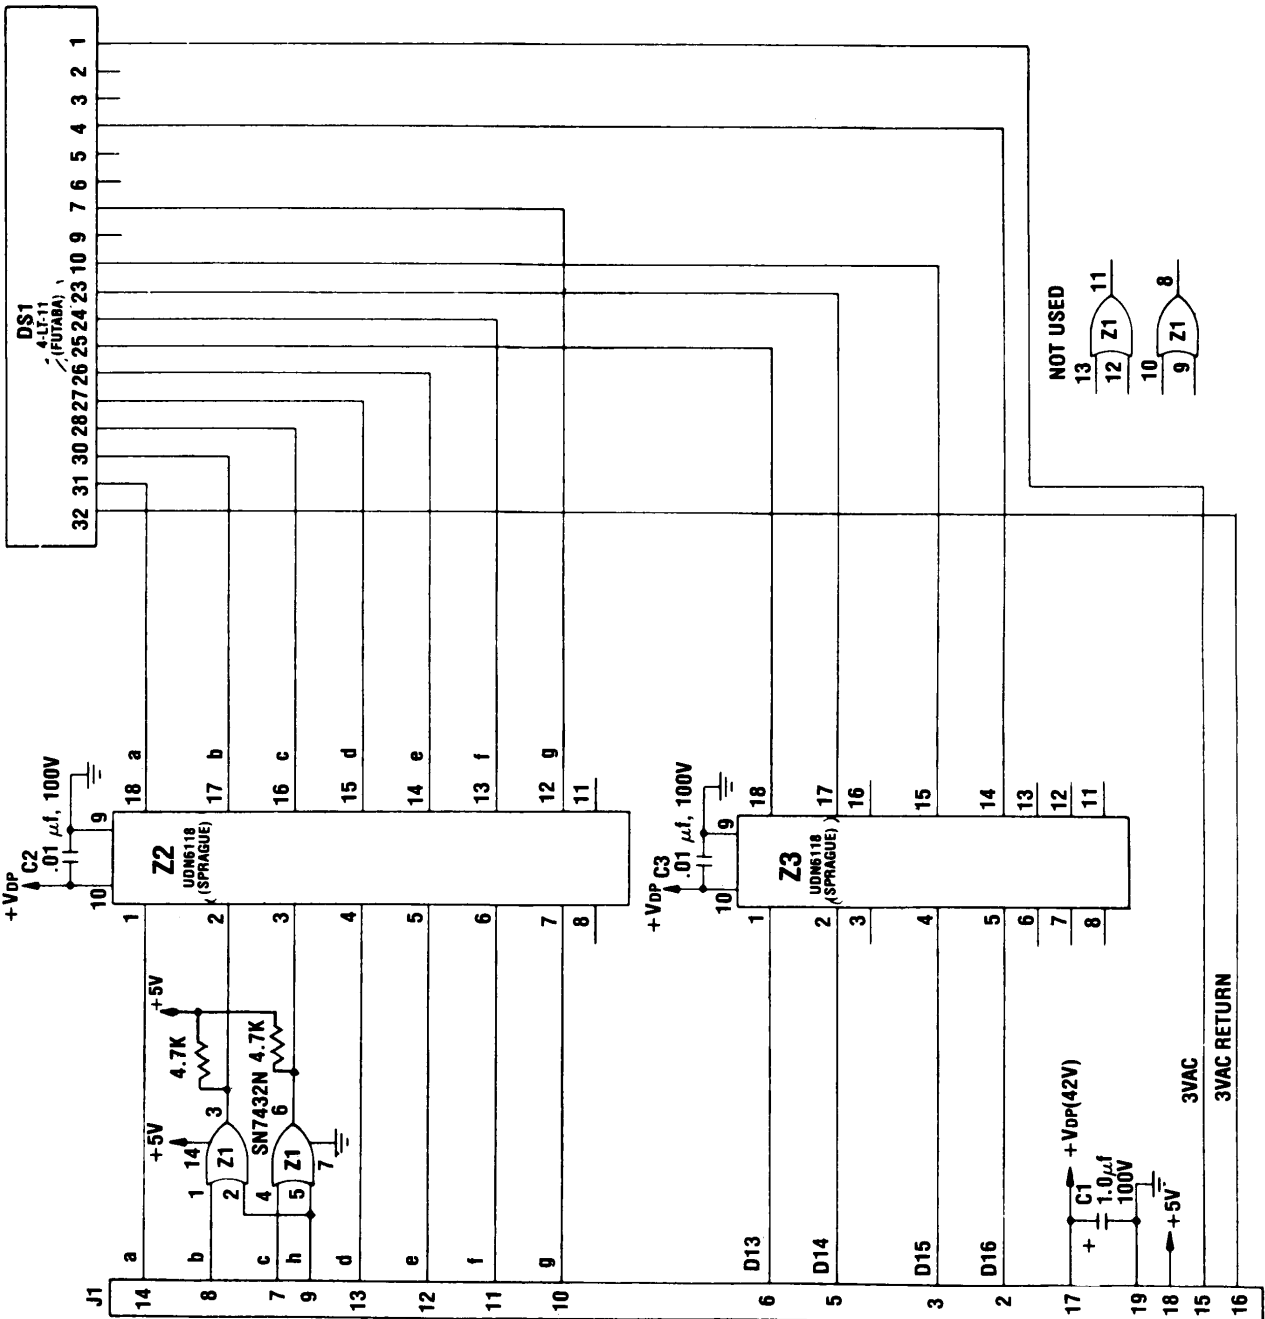 DS1
4-LT-11
(FUTABA)
32 31 30 28 27 26 25 24 23 10 9 7 6 5 4 3 2 1
+VDP
C2
.01 µf, 100V
10
9
Z2
UDN6118
(SPRAGUE)
1
2
3
4
5
6
7
8
18
17
16
15
14
13
12
11
a
b
c
d
e
f
g
+VDP
C3
.01 µf, 100V
10
9
Z3
UDN6118
(SPRAGUE)
1
2
3
4
5
6
7
8
18
17
16
15
14
13
12
11
NOT USED
13
12
Z1
11
10
9
Z1
8
+5V
4.7K
4.7K
+5V
14
1
2
Z1
3
SN7432N
4
5
Z1
6
7
J1
14 a
8 b
7 c
9 h
13 d
12 e
11 f
10 g
6 D13
5 D14
3 D15
2 D16
17
19
18
15
16
+VDP(42V)
+
C1
1.0µf
100V
+5V
3VAC
3VAC RETURN